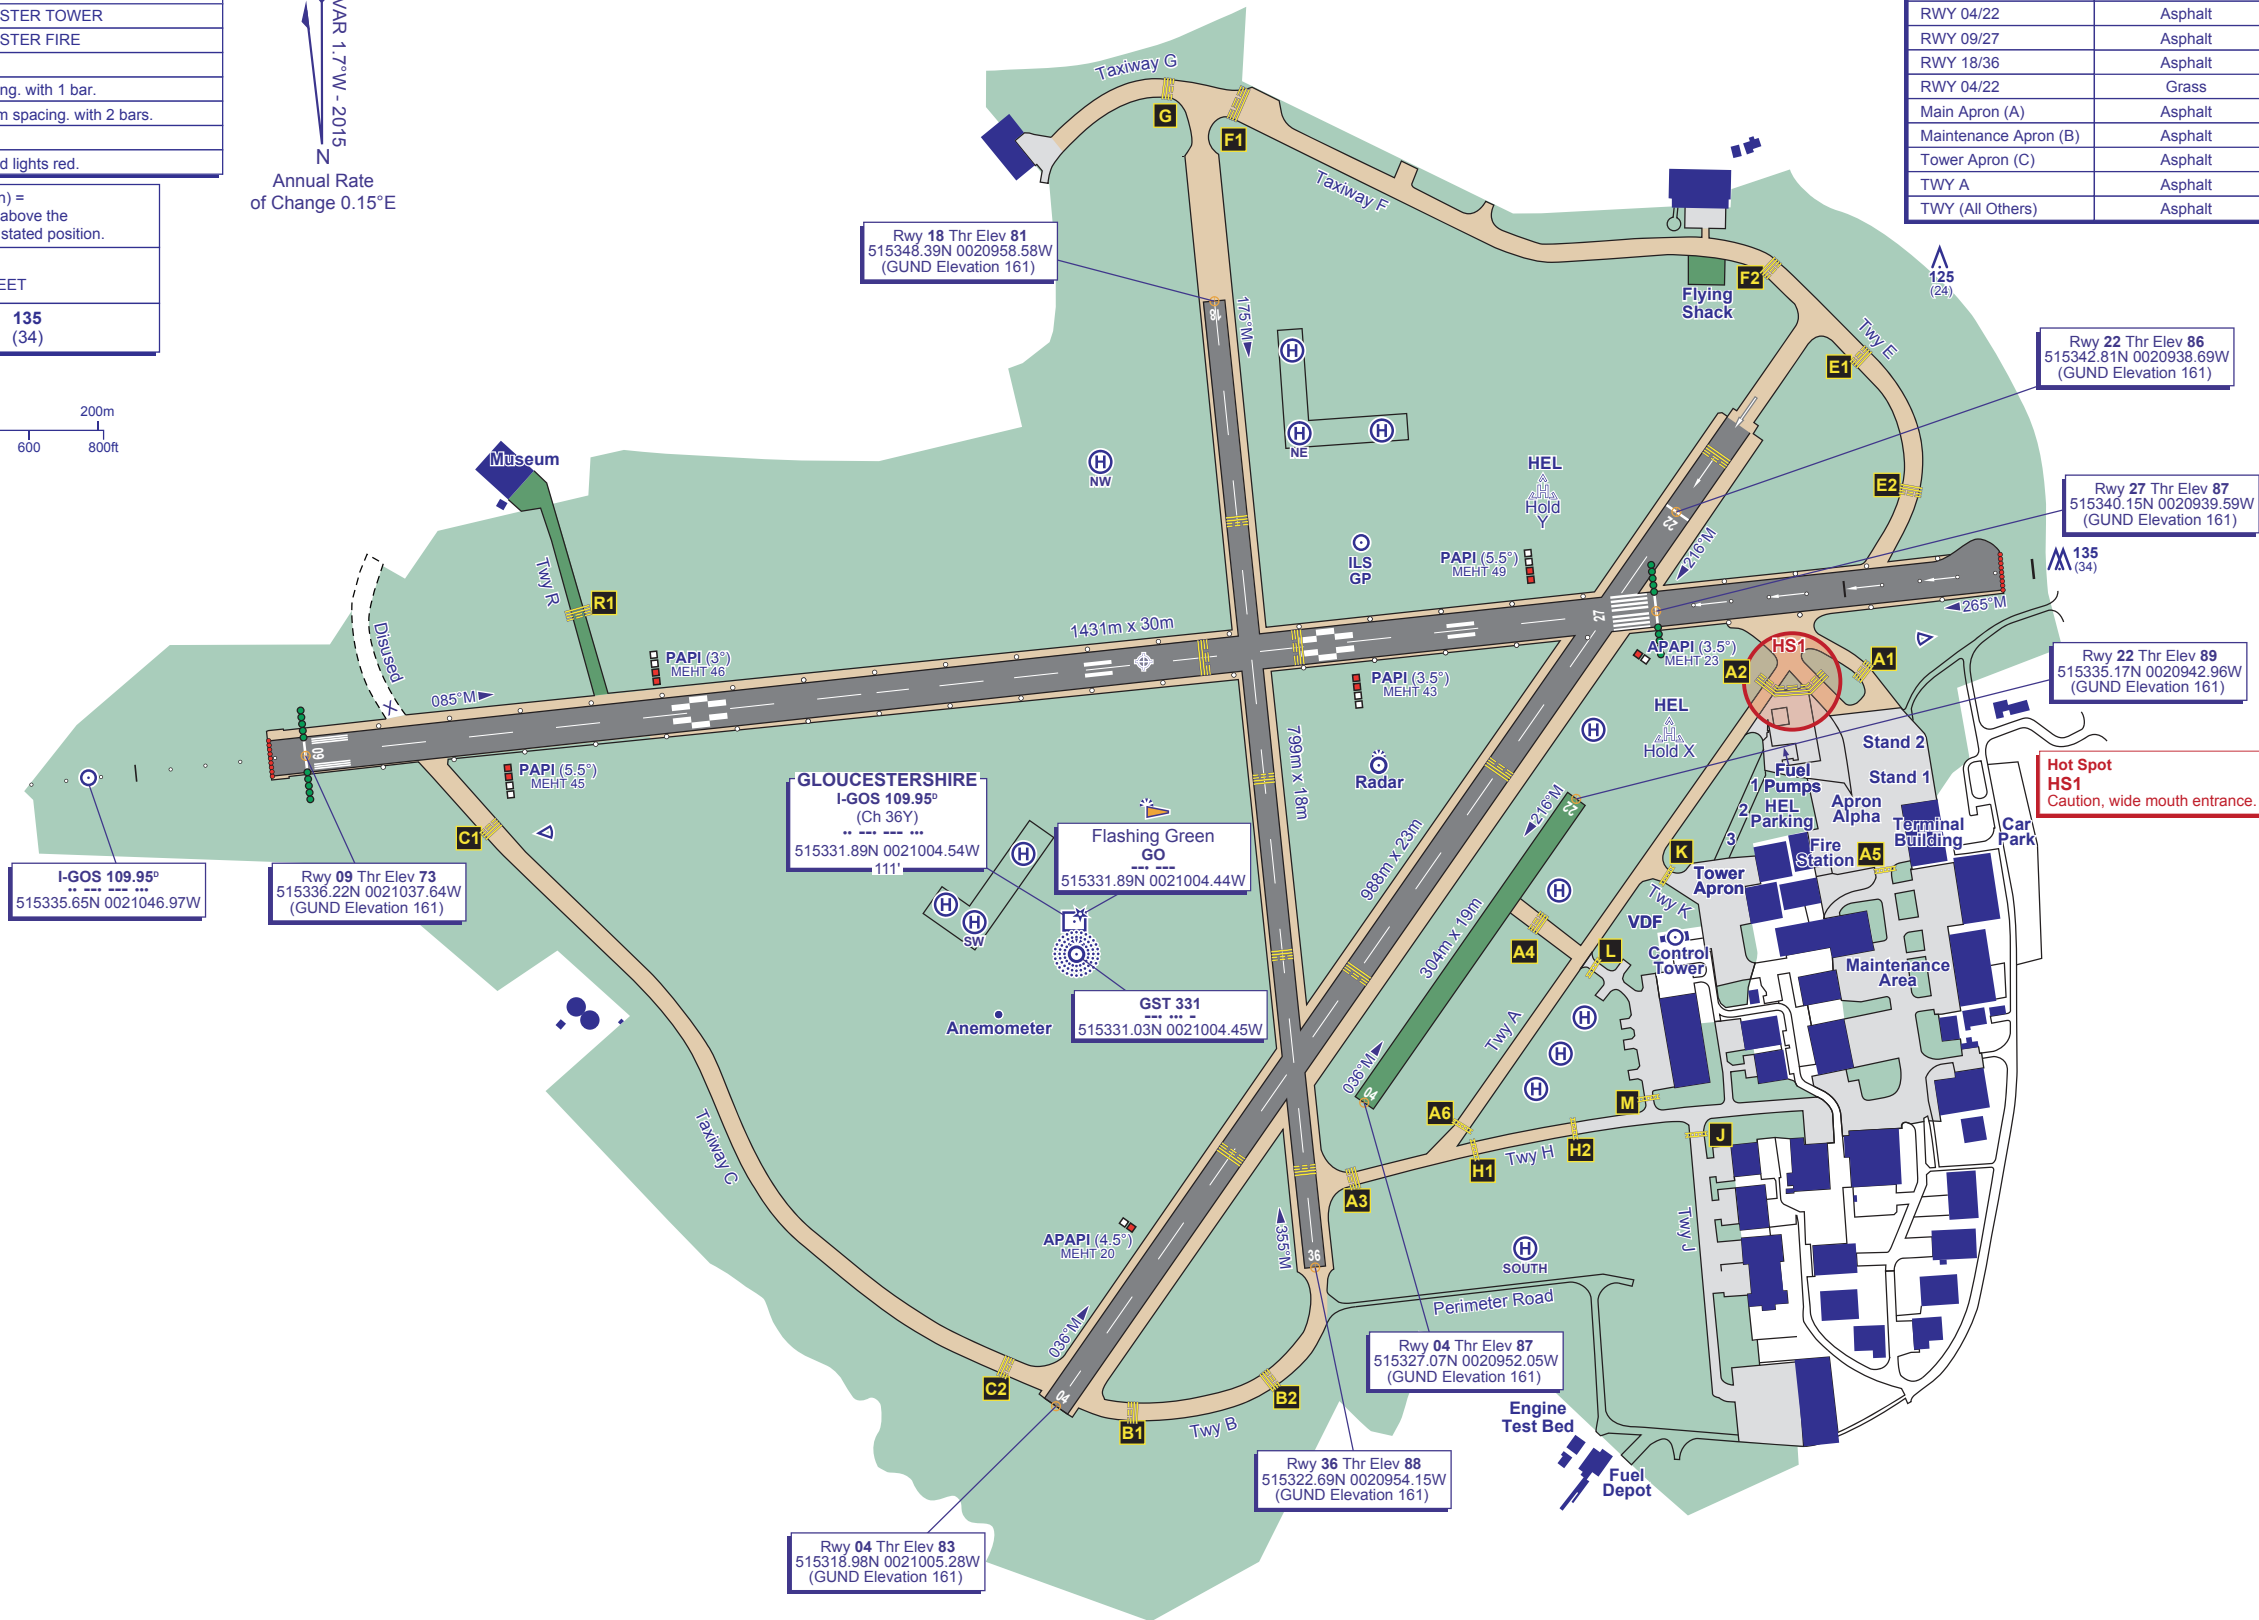 STER TOWER
STER FIRE
ng. with 1 bar.
m spacing. with 2 bars.
d lights red.
n) =
above the
stated position.
EET
135
(34)
200m
600
800ft
VAR 1.7°W - 2015
N
Annual Rate
of Change 0.15°E
RWY 04/22 Asphalt
RWY 09/27 Asphalt
RWY 18/36 Asphalt
RWY 04/22 Grass
Main Apron (A) Asphalt
Maintenance Apron (B) Asphalt
Tower Apron (C) Asphalt
TWY A Asphalt
TWY (All Others) Asphalt
Taxiway G
G
F1
Taxiway F
Rwy 18 Thr Elev 81
515348.39N 0020958.58W
(GUND Elevation 161)
18
175°M
Flying
Shack
F2
125
(24)
Twy E
E1
E2
Rwy 22 Thr Elev 86
515342.81N 0020938.69W
(GUND Elevation 161)
Rwy 27 Thr Elev 87
515340.15N 0020939.59W
(GUND Elevation 161)
135
(34)
265°M
Museum
Twy R
R1
Disused
X
H
H
NE
H
H
NW
HEL
H
Hold
Y
ILS
GP
PAPI (5.5°)
MEHT 49
22
216°M
27
1431m x 30m
PAPI (3°)
MEHT 46
085°M
09
PAPI (5.5°)
MEHT 45
PAPI (3.5°)
MEHT 43
APAPI (3.5°)
MEHT 23
HS1
A2
A1
Rwy 22 Thr Elev 89
515335.17N 0020942.96W
(GUND Elevation 161)
Hot Spot
HS1
Caution, wide mouth entrance.
HEL
H
Hold X
H
Radar
Stand 2
Stand 1
Fuel
Pumps
1
2
3
HEL
Parking
Apron
Alpha
Terminal
Building
Car
Park
Fire
Station
A5
K
Tower
Apron
Twy K
VDF
Control
Tower
L
Maintenance
Area
C1
I-GOS 109.95D
•• --• --- •••
515335.65N 0021046.97W
Rwy 09 Thr Elev 73
515336.22N 0021037.64W
(GUND Elevation 161)
GLOUCESTERSHIRE
I-GOS 109.95D
(Ch 36Y)
•• --• --- •••
515331.89N 0021004.54W
111'
Flashing Green
GO
--• ---
515331.89N 0021004.44W
H
H
H
SW
GST 331
--• ••• -
515331.03N 0021004.45W
Anemometer
799m x 18m
988m x 23m
304m x 19m
216°M
22
H
A4
Twy A
H
H
H
036°M
04
A6
M
J
H1
Twy H
H2
A3
Twy J
Taxiway C
APAPI (4.5°)
MEHT 20
355°M
36
H
SOUTH
Perimeter Road
036°M
04
C2
B1
Twy B
B2
Rwy 04 Thr Elev 87
515327.07N 0020952.05W
(GUND Elevation 161)
Rwy 36 Thr Elev 88
515322.69N 0020954.15W
(GUND Elevation 161)
Engine
Test Bed
Fuel
Depot
Rwy 04 Thr Elev 83
515318.98N 0021005.28W
(GUND Elevation 161)